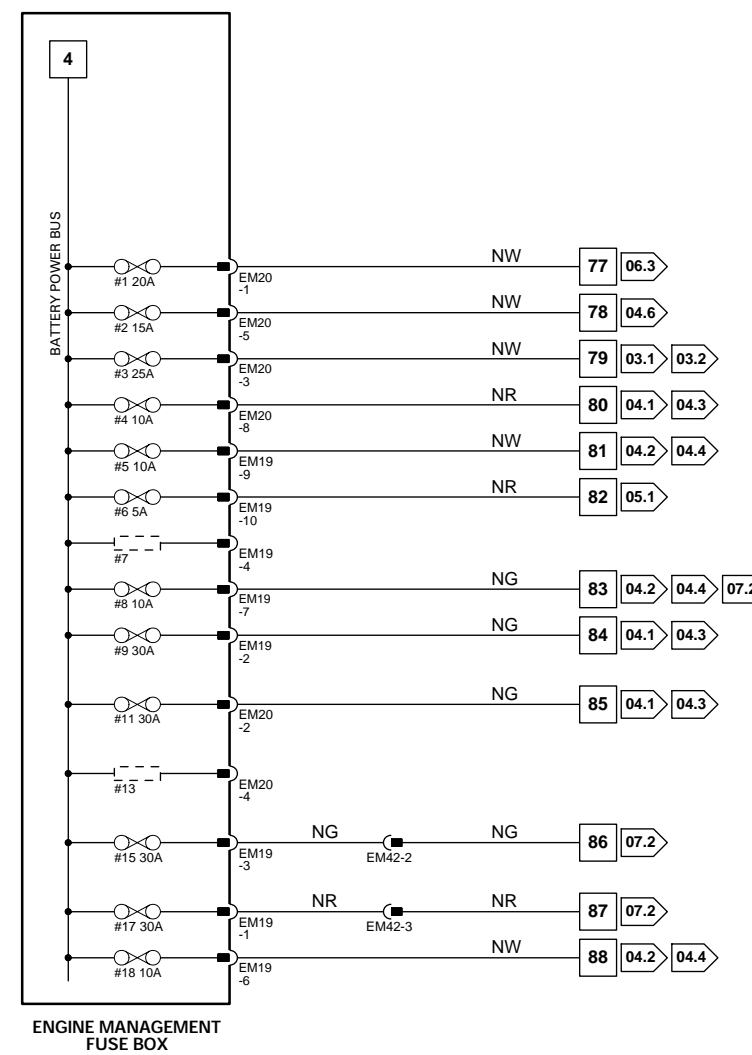 4
BATTERY POWER BUS
NW
#1 20A
EM20
-1
77 06.3
NW
#2 15A
EM20
-5
78 04.6
NW
#3 25A
EM20
-3
79 03.1 03.2
NR
#4 10A
EM20
-8
80 04.1 04.3
NW
#5 10A
EM19
-9
81 04.2 04.4
NR
#6 5A
EM19
-10
82 05.1
#7
EM19
-4
NG
#8 10A
EM19
-7
83 04.2 04.4 07.2
NG
#9 30A
EM19
-2
84 04.1 04.3
NG
#11 30A
EM20
-2
85 04.1 04.3
#13
EM20
-4
NG NG
#15 30A
EM19
-3
EM42-2
86 07.2
NR NR
#17 30A
EM19
-1
EM42-3
87 07.2
NW
#18 10A
EM19
-6
88 04.2 04.4
ENGINE MANAGEMENT
FUSE BOX